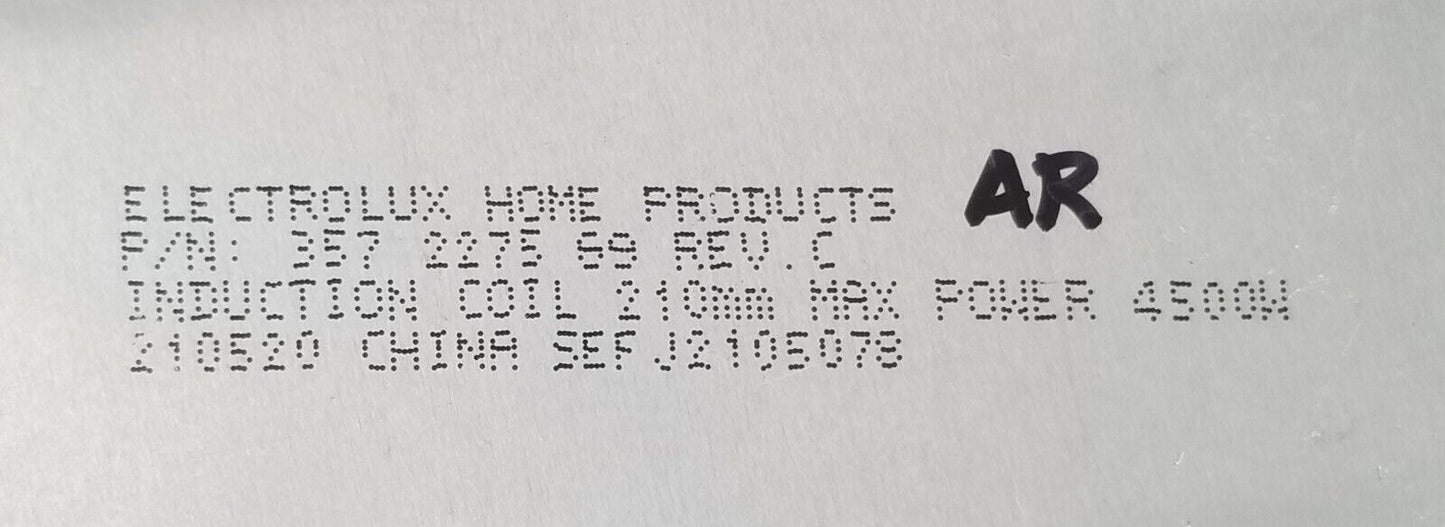 ELECTROLUX HOME PRODUCTS AR
P/N: 357 2275 69 REV.C
INDUCTION COIL 210mm MAX POWER 4500W
210520 CHINA SEFJ2105078